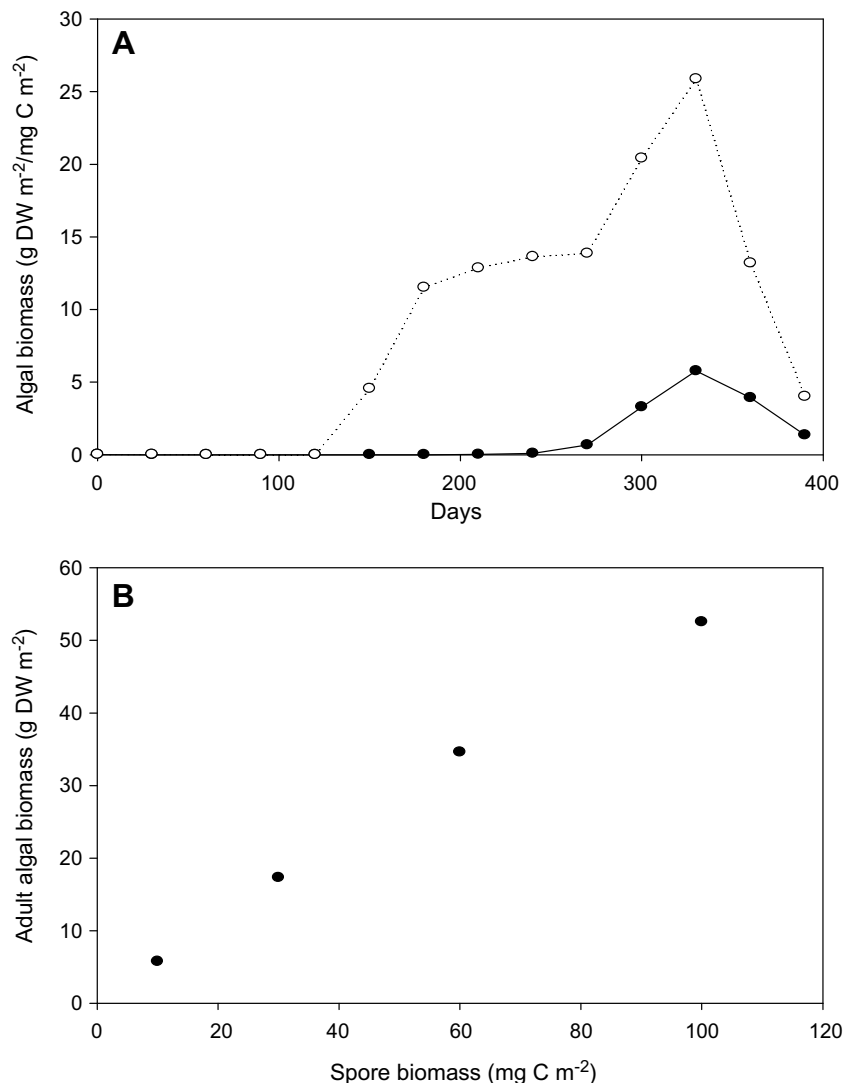 A
30
25
20
15
10
5
0
Algal biomass (g DW m⁻²/mg C m⁻²)
0 100 200 300 400
Days
B
60
50
40
30
20
10
0
Adult algal biomass (g DW m⁻²)
0 20 40 60 80 100 120
Spore biomass (mg C m⁻²)